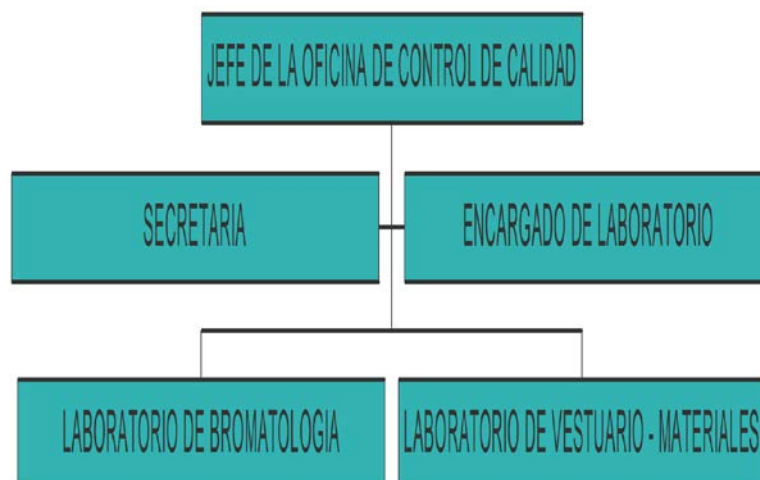 JEFE DE LA OFICINA DE CONTROL DE CALIDAD
SECRETARIA
ENCARGADO DE LABORATORIO
LABORATORIO DE BROMATOLOGIA
LABORATORIO DE VESTUARIO - MATERIALES